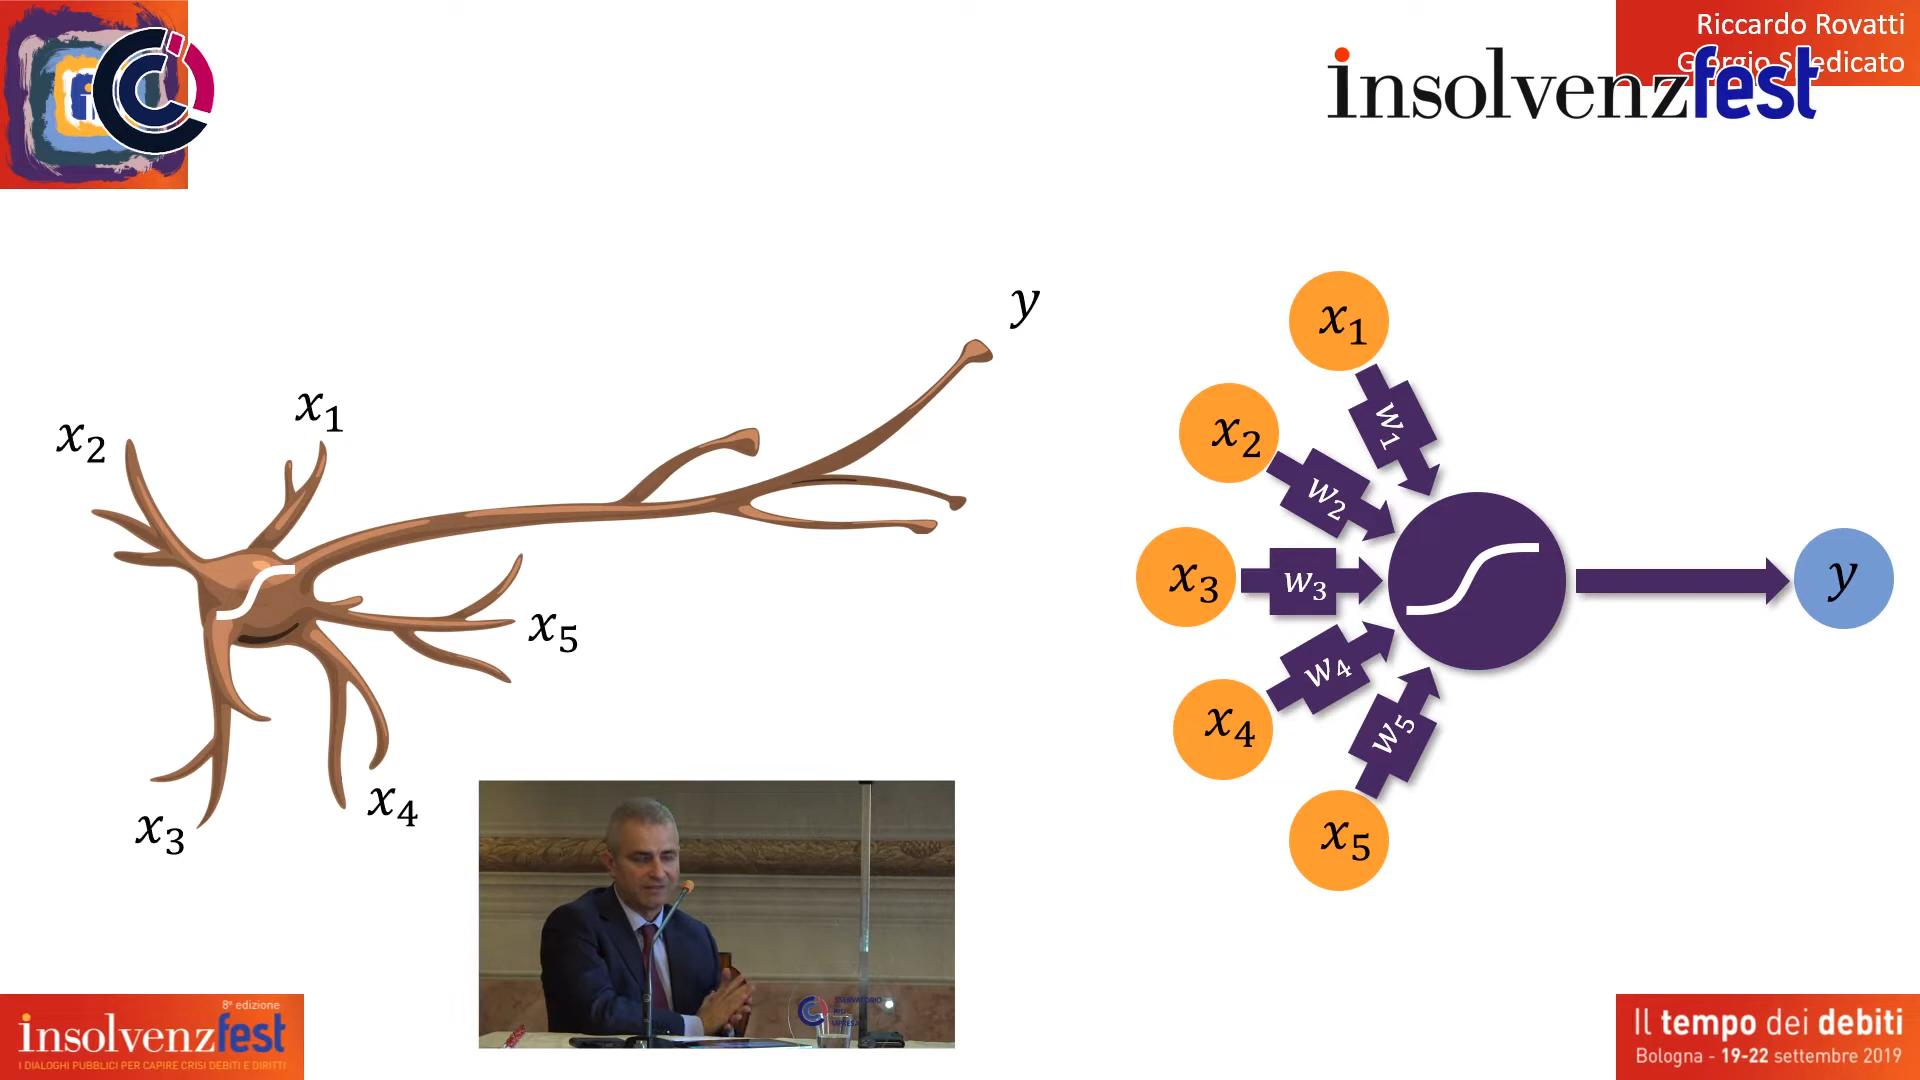 Riccardo Rovatti
Giorgio Spedicato
insolvenzfest
y
x1
x2
x5
x4
x3
x1
x2
x3
x4
x5
w1
w2
w3
w4
w5
y
8ª edizione
insolvenzfest
I DIALOGHI PUBBLICI PER CAPIRE CRISI DEBITI E DIRITTI
Il tempo dei debiti
Bologna - 19-22 settembre 2019